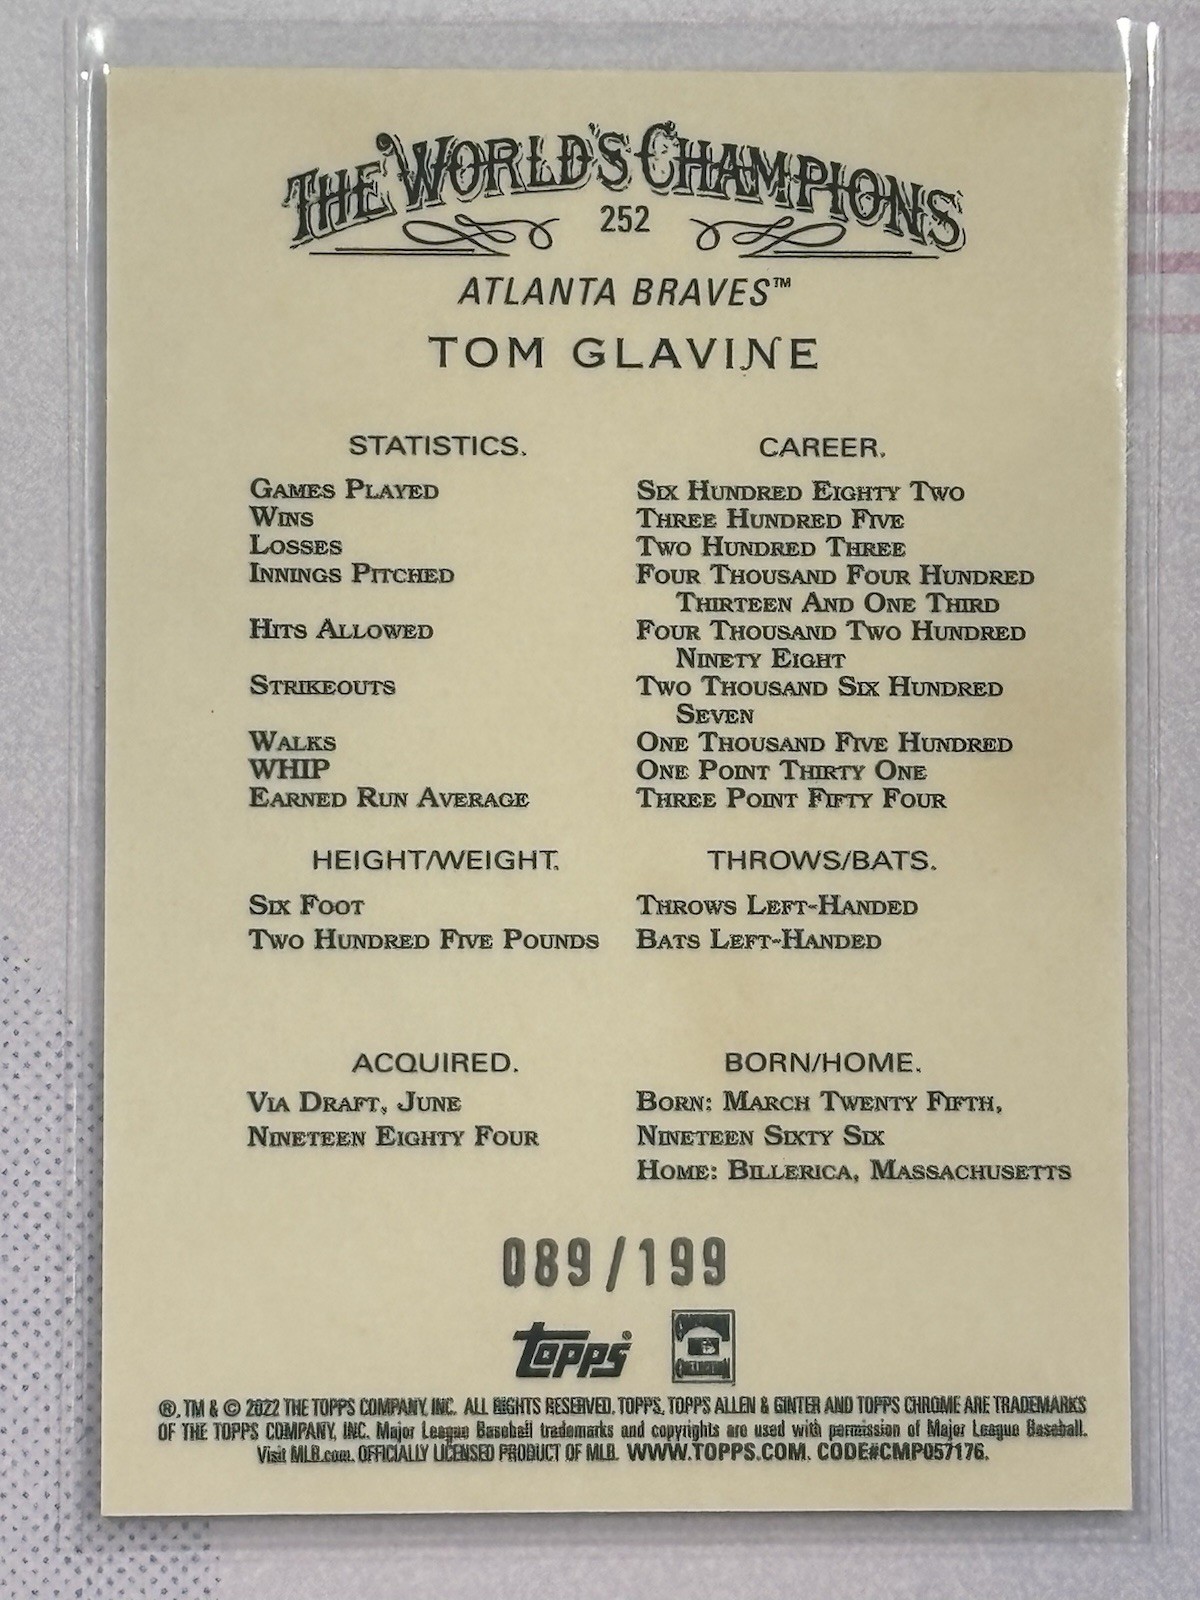 THE WORLD'S CHAMPIONS
252
ATLANTA BRAVES™
TOM GLAVINE
STATISTICS. CAREER.
GAMES PLAYED SIX HUNDRED EIGHTY TWO
WINS THREE HUNDRED FIVE
LOSSES TWO HUNDRED THREE
INNINGS PITCHED FOUR THOUSAND FOUR HUNDRED
THIRTEEN AND ONE THIRD
HITS ALLOWED FOUR THOUSAND TWO HUNDRED
NINETY EIGHT
STRIKEOUTS TWO THOUSAND SIX HUNDRED
SEVEN
WALKS ONE THOUSAND FIVE HUNDRED
WHIP ONE POINT THIRTY ONE
EARNED RUN AVERAGE THREE POINT FIFTY FOUR
HEIGHT/WEIGHT. THROWS/BATS.
SIX FOOT THROWS LEFT-HANDED
TWO HUNDRED FIVE POUNDS BATS LEFT-HANDED
ACQUIRED. BORN/HOME.
VIA DRAFT, JUNE BORN: MARCH TWENTY FIFTH,
NINETEEN EIGHTY FOUR NINETEEN SIXTY SIX
HOME: BILLERICA, MASSACHUSETTS
089/199
Topps®
®, TM & © 2022 THE TOPPS COMPANY, INC. ALL RIGHTS RESERVED. TOPPS, TOPPS ALLEN & GINTER AND TOPPS CHROME ARE TRADEMARKS
OF THE TOPPS COMPANY, INC. Major League Baseball trademarks and copyrights are used with permission of Major League Baseball.
Visit MLB.com. OFFICIALLY LICENSED PRODUCT OF MLB. WWW.TOPPS.COM. CODE#CMP057176.